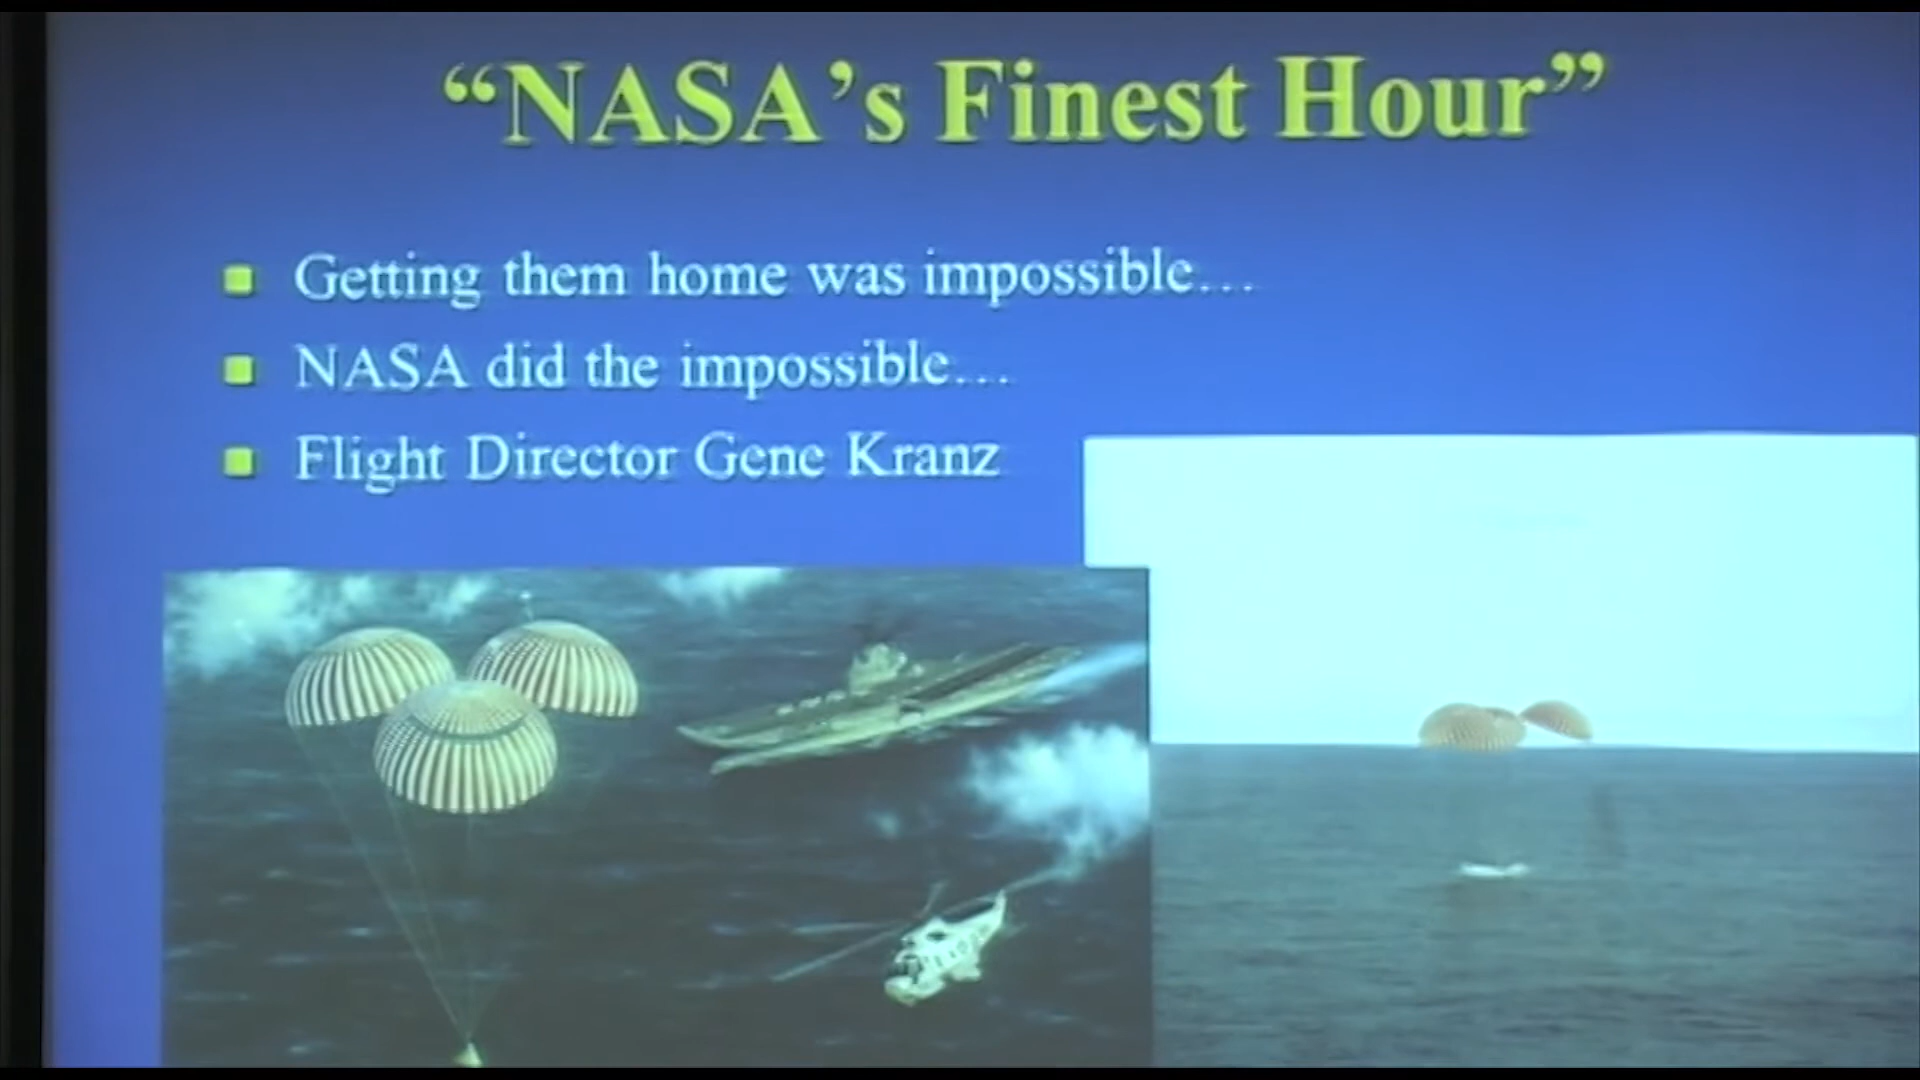 “NASA’s Finest Hour”
Getting them home was impossible…
NASA did the impossible…
Flight Director Gene Kranz